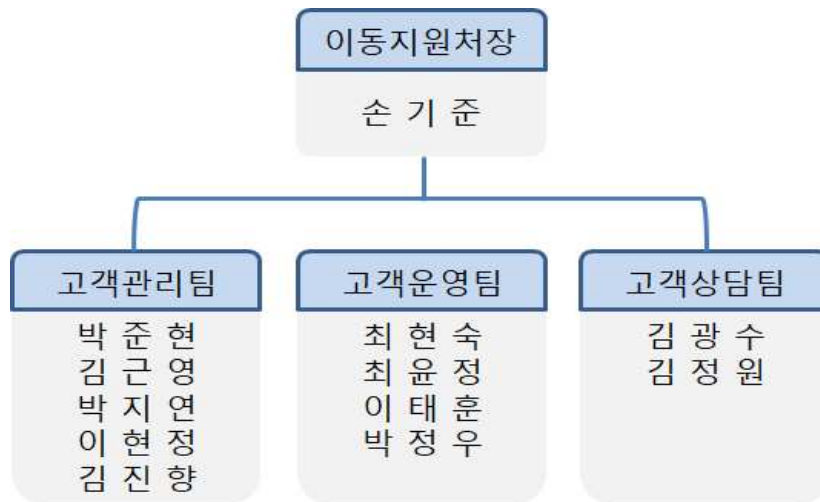 이동지원처장
손 기 준
고객관리팀
박 준 현
김 근 영
박 지 연
이 현 정
김 진 향
고객운영팀
최 현 숙
최 윤 정
이 태 훈
박 정 우
고객상담팀
김 광 수
김 정 원